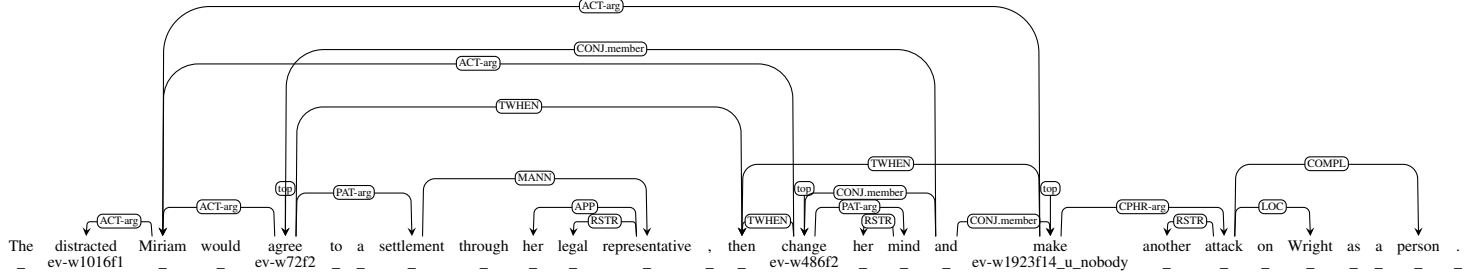 ACT-arg
CONJ.member
ACT-arg
TWHEN
TWHEN COMPL
MANN
top PAT-arg top CONJ.member top
ACT-arg APP PAT-arg CPHR-arg LOC
ACT-arg RSTR TWHEN RSTR CONJ.member RSTR
The distracted Miriam would agree to a settlement through her legal representative , then change her mind and make another attack on Wright as a person .
_ ev-w1016f1 _ _ ev-w72f2 _ _ _ _ _ _ _ _ _ ev-w486f2 _ _ _ ev-w1923f14_u_nobody _ _ _ _ _ _ _ _